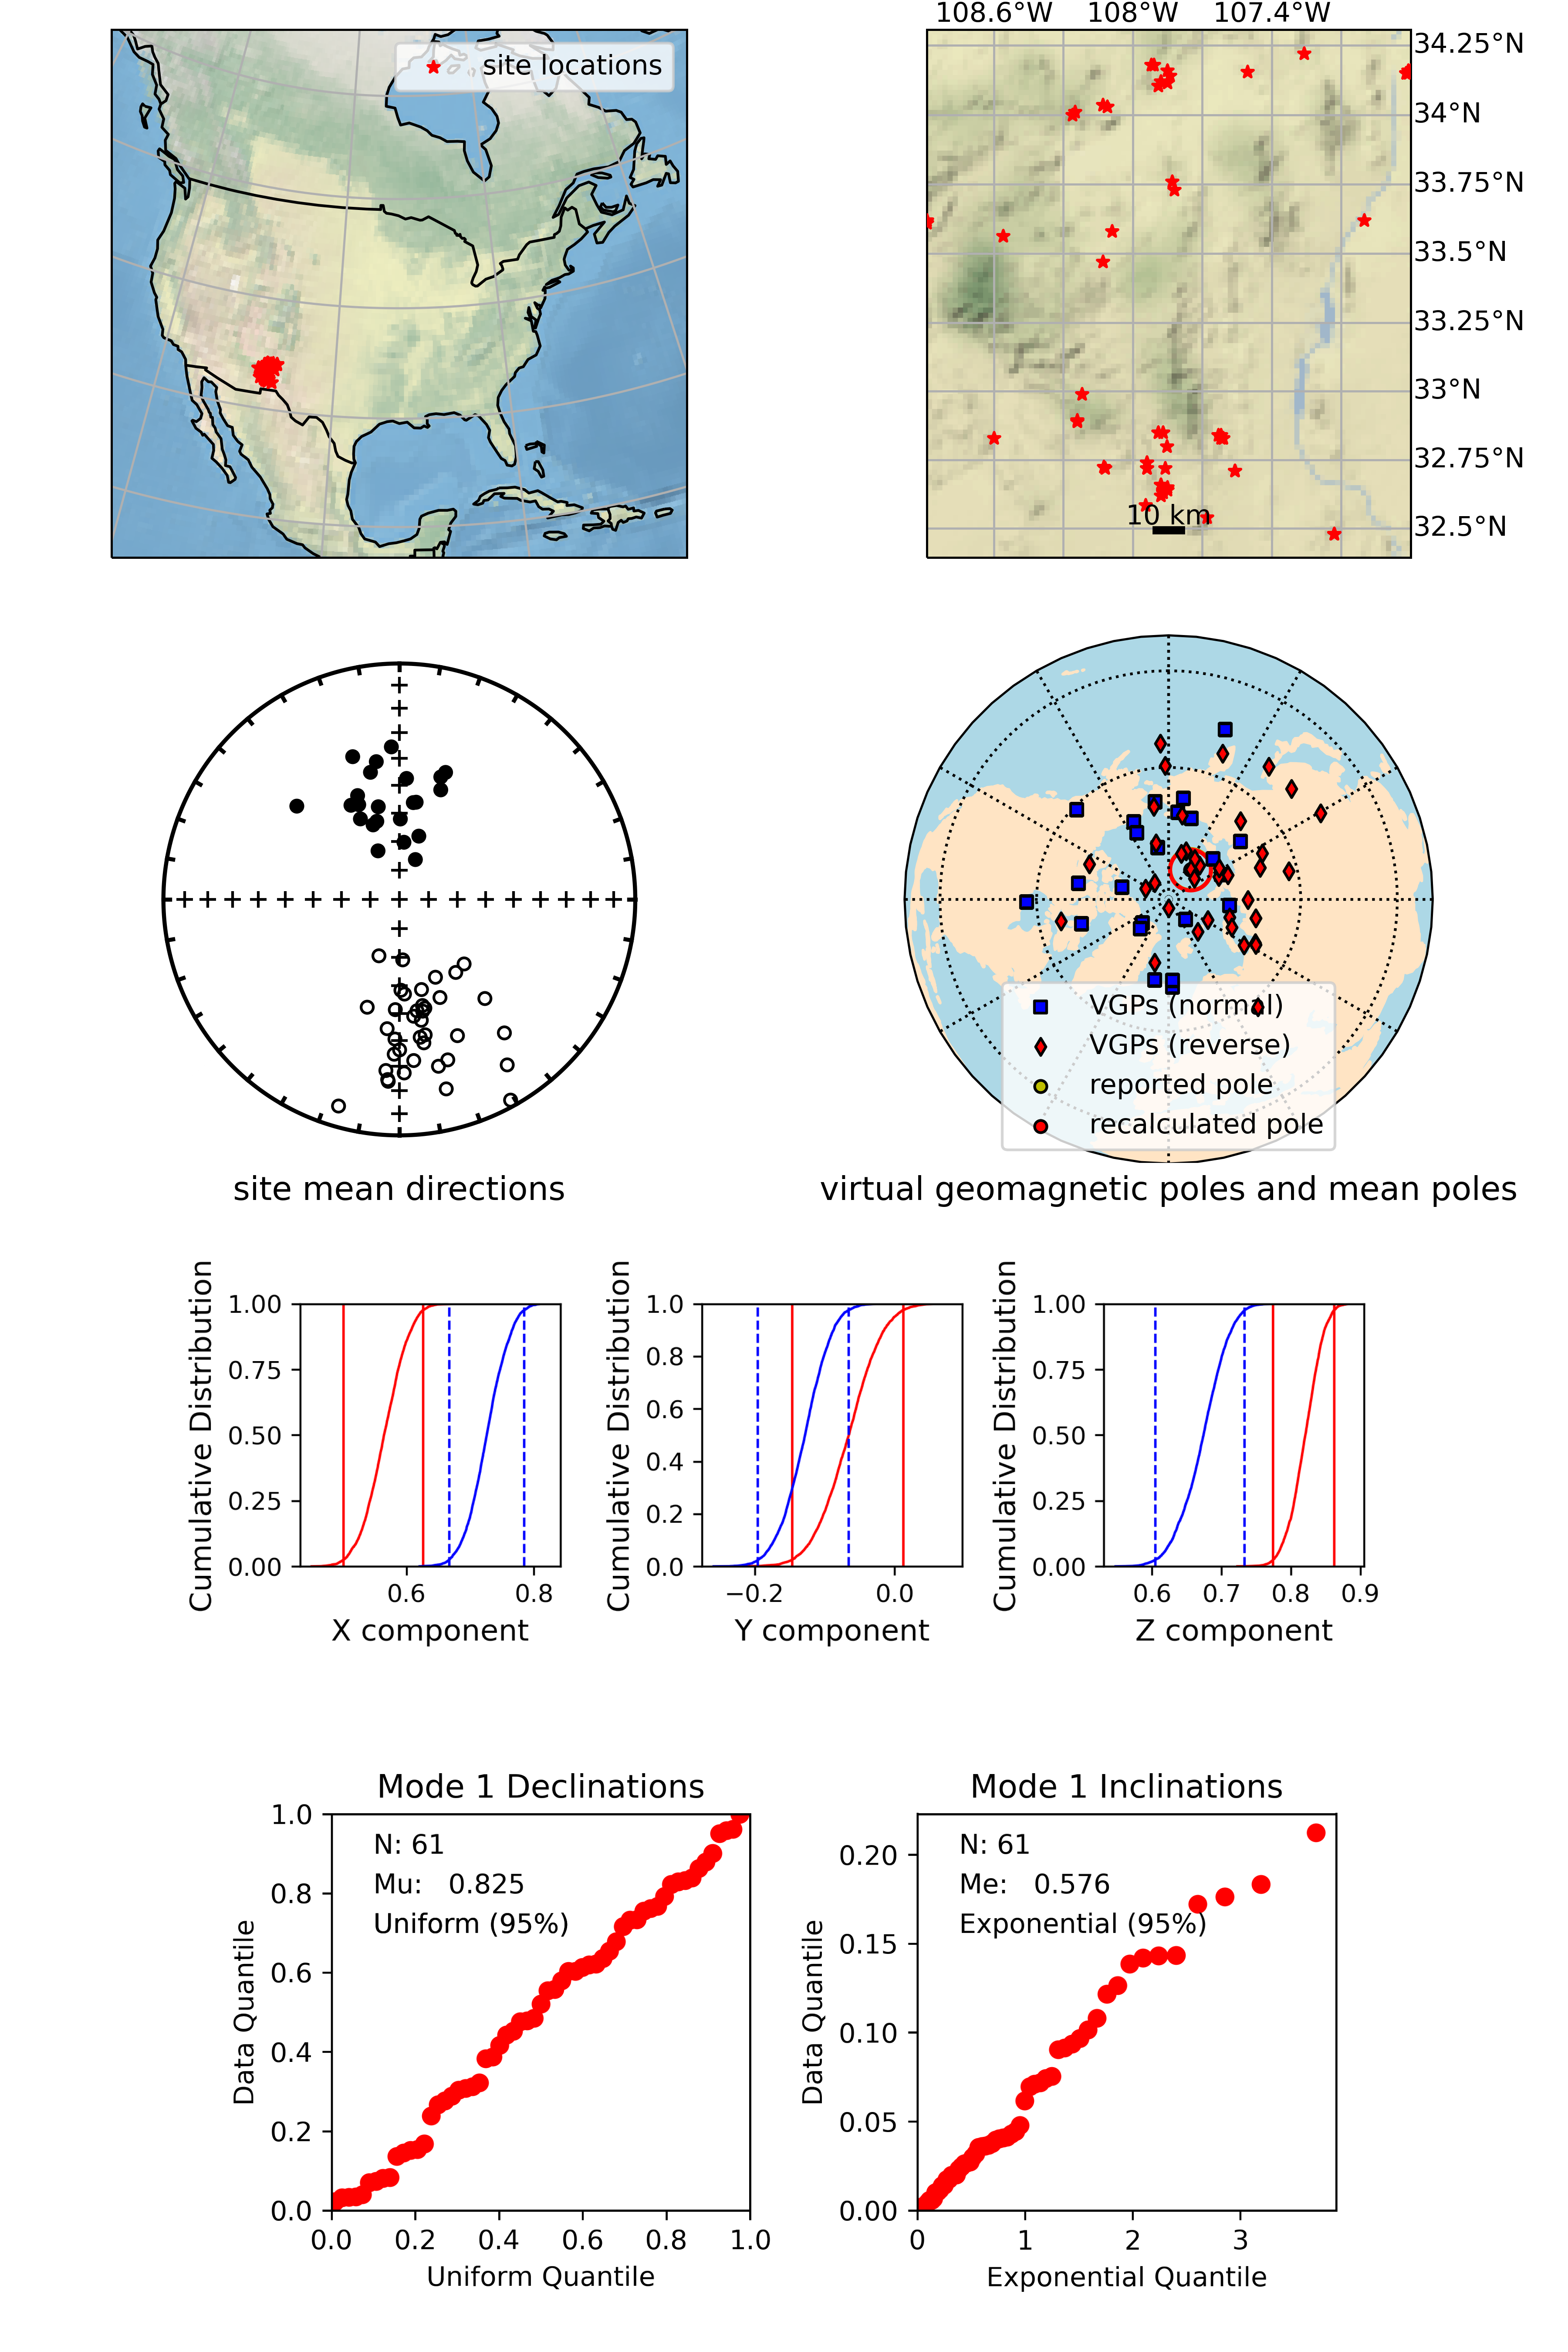 108.6°W 108°W 107.4°W
site locations
34.25°N
34°N
33.75°N
33.5°N
33.25°N
33°N
32.75°N
32.5°N
10 km
VGPs (normal)
VGPs (reverse)
reported pole
recalculated pole
site mean directions
virtual geomagnetic poles and mean poles
Cumulative Distribution
1.00
0.75
0.50
0.25
0.00
0.6 0.8
X component
Cumulative Distribution
1.0
0.8
0.6
0.4
0.2
0.0
−0.2 0.0
Y component
Cumulative Distribution
1.00
0.75
0.50
0.25
0.00
0.6 0.7 0.8 0.9
Z component
Mode 1 Declinations
N: 61
Mu: 0.825
Uniform (95%)
Data Quantile
1.0
0.8
0.6
0.4
0.2
0.0
0.0 0.2 0.4 0.6 0.8 1.0
Uniform Quantile
Mode 1 Inclinations
N: 61
Me: 0.576
Exponential (95%)
Data Quantile
0.20
0.15
0.10
0.05
0.00
0 1 2 3
Exponential Quantile